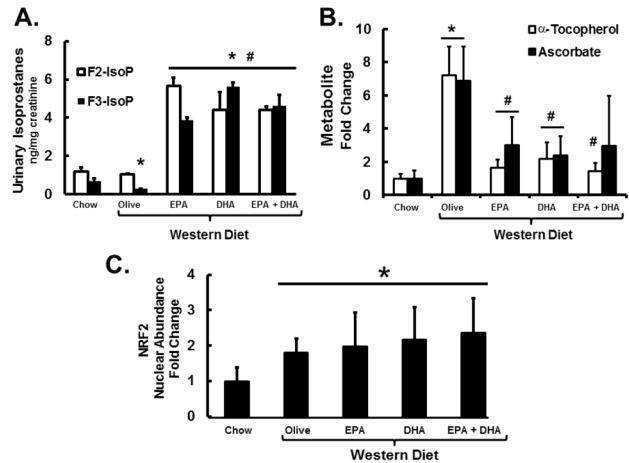 A.
Urinary Isoprostanes
ng/mg creatinine
8
6
4
2
0
F2-IsoP
F3-IsoP
*
* #
Chow
Olive
EPA
DHA
EPA + DHA
Western Diet
B.
Metabolite
Fold Change
10
8
6
4
2
0
α-Tocopherol
Ascorbate
*
#
#
#
Chow
Olive
EPA
DHA
EPA + DHA
Western Diet
C.
NRF2
Nuclear Abundance
Fold Change
4
3
2
1
0
*
Chow
Olive
EPA
DHA
EPA + DHA
Western Diet